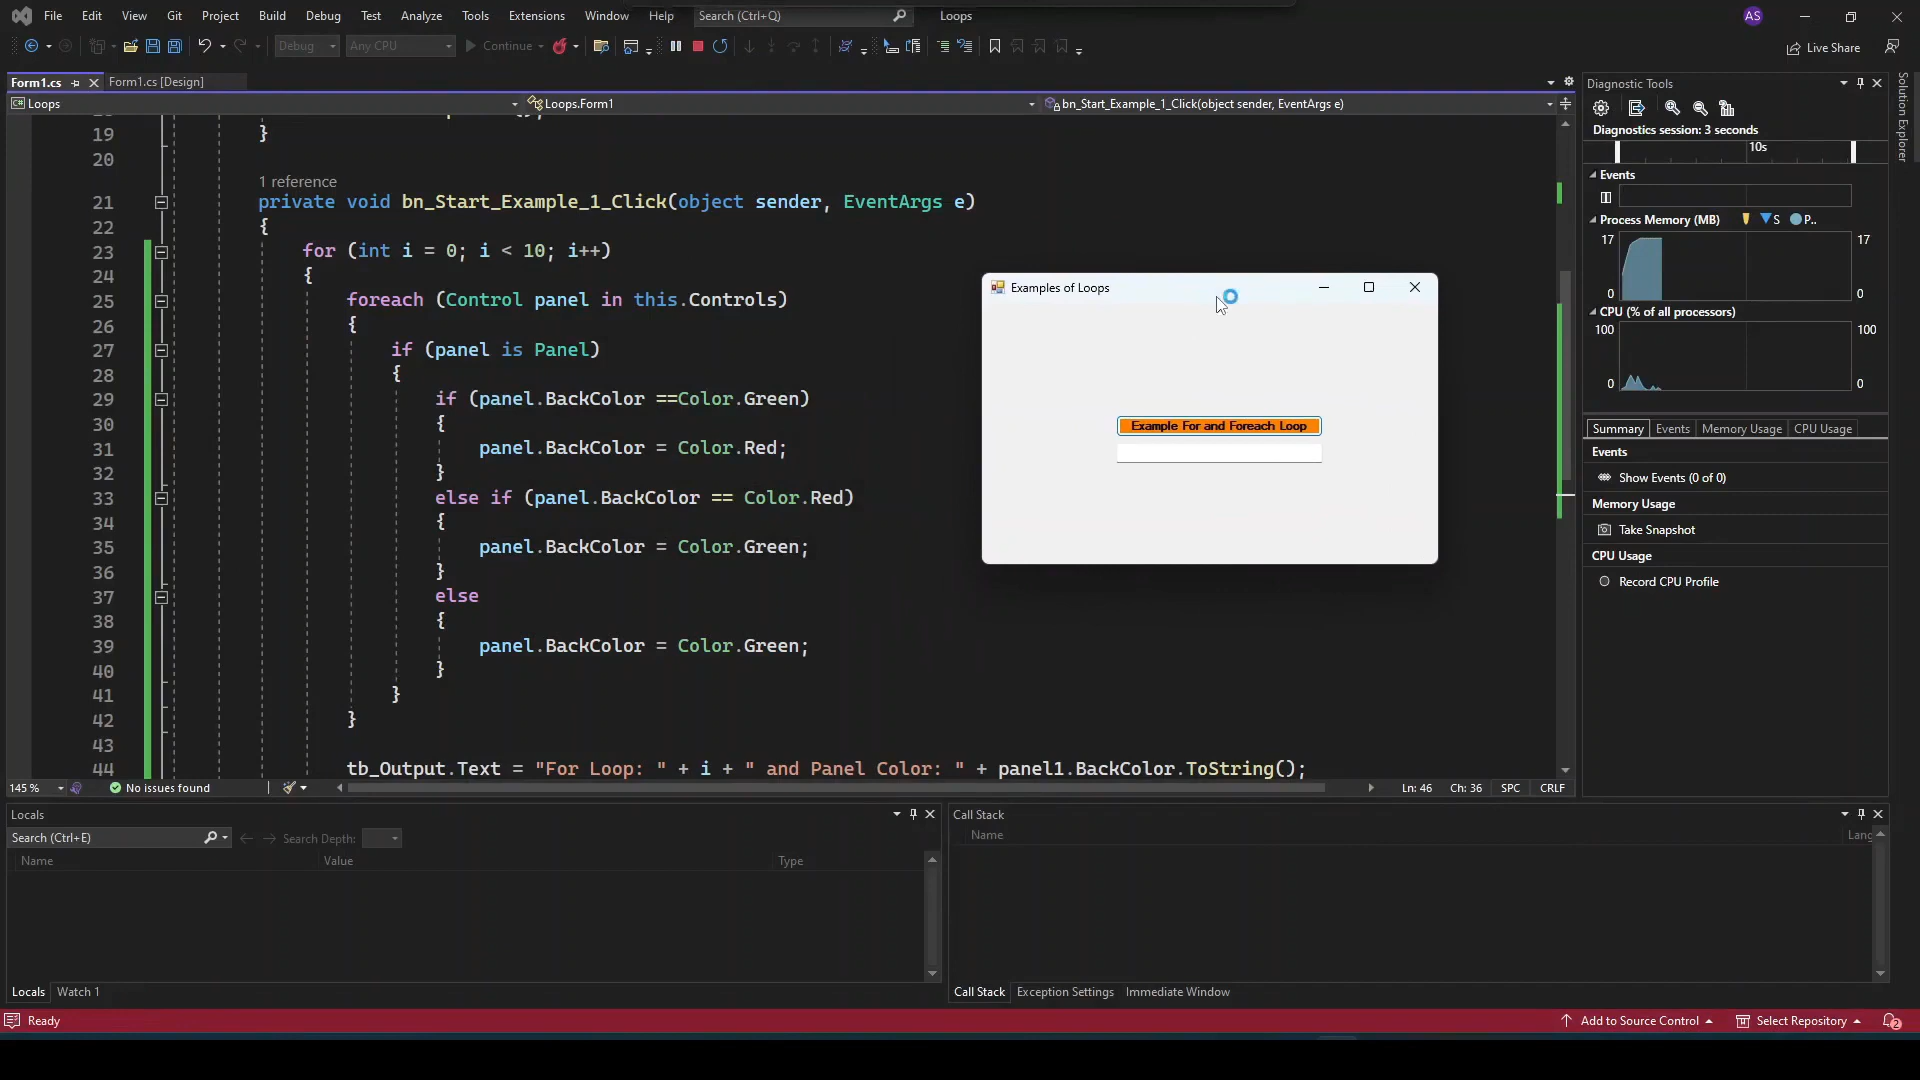 File Edit View Git Project Build Debug Test Analyze Tools Extensions Window Help Search (Ctrl+Q) Loops AS
Debug Any CPU Continue Live Share
Form1.cs Form1.cs [Design]
Loops Loops.Form1 bn_Start_Example_1_Click(object sender, EventArgs e)
19 }
20
1 reference
21 private void bn_Start_Example_1_Click(object sender, EventArgs e)
22 {
23 for (int i = 0; i < 10; i++)
24 {
25 foreach (Control panel in this.Controls)
26 {
27 if (panel is Panel)
28 {
29 if (panel.BackColor ==Color.Green)
30 {
31 panel.BackColor = Color.Red;
32 }
33 else if (panel.BackColor == Color.Red)
34 {
35 panel.BackColor = Color.Green;
36 }
37 else
38 {
39 panel.BackColor = Color.Green;
40 }
41 }
42 }
43
44 tb_Output.Text = "For Loop: " + i + " and Panel Color: " + panel1.BackColor.ToString();
145 % No issues found Ln: 46 Ch: 36 SPC CRLF
Examples of Loops
Example For and Foreach Loop
Diagnostic Tools
Diagnostics session: 3 seconds
10s
Events
Process Memory (MB) S P..
17 17
0 0
CPU (% of all processors)
100 100
0 0
Summary Events Memory Usage CPU Usage
Events
Show Events (0 of 0)
Memory Usage
Take Snapshot
CPU Usage
Record CPU Profile
Solution Explorer
Locals
Search (Ctrl+E) Search Depth:
Name Value Type
Locals Watch 1
Call Stack
Name Lang
Call Stack Exception Settings Immediate Window
Ready Add to Source Control Select Repository 2